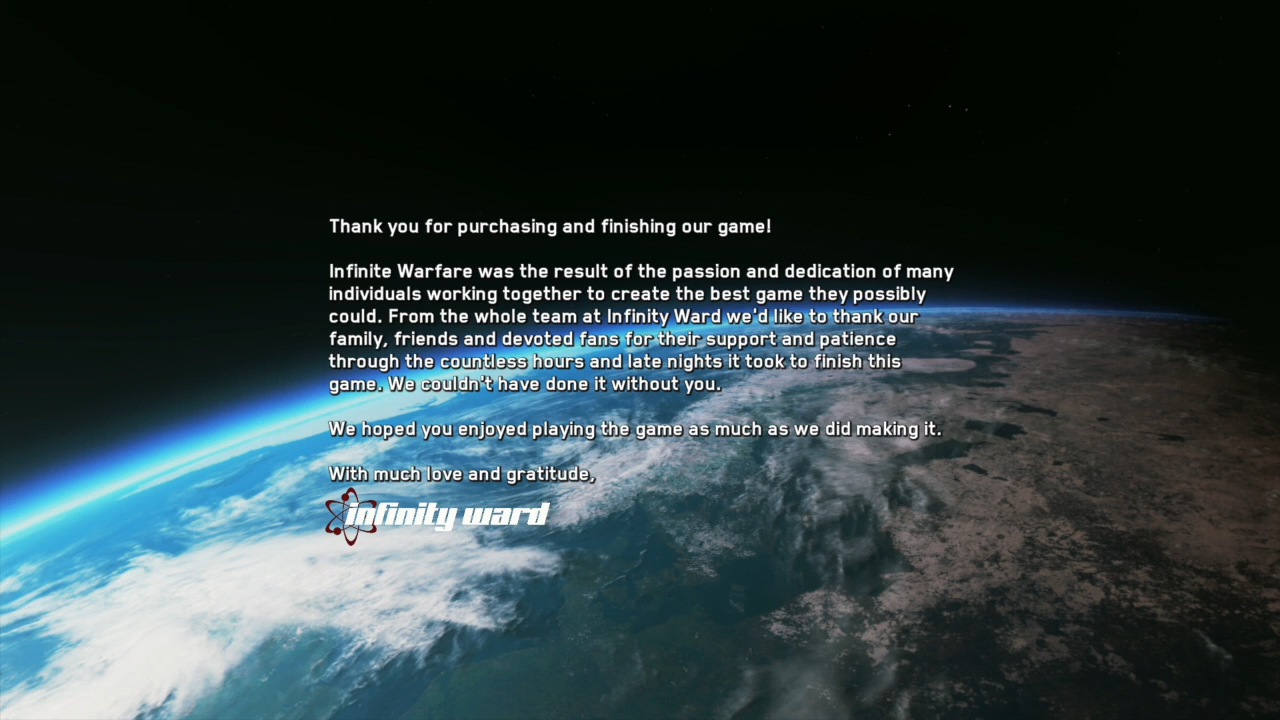 Thank you for purchasing and finishing our game!
Infinite Warfare was the result of the passion and dedication of many
individuals working together to create the best game they possibly
could. From the whole team at Infinity Ward we'd like to thank our
family, friends and devoted fans for their support and patience
through the countless hours and late nights it took to finish this
game. We couldn't have done it without you.
We hoped you enjoyed playing the game as much as we did making it.
With much love and gratitude,
infinity ward